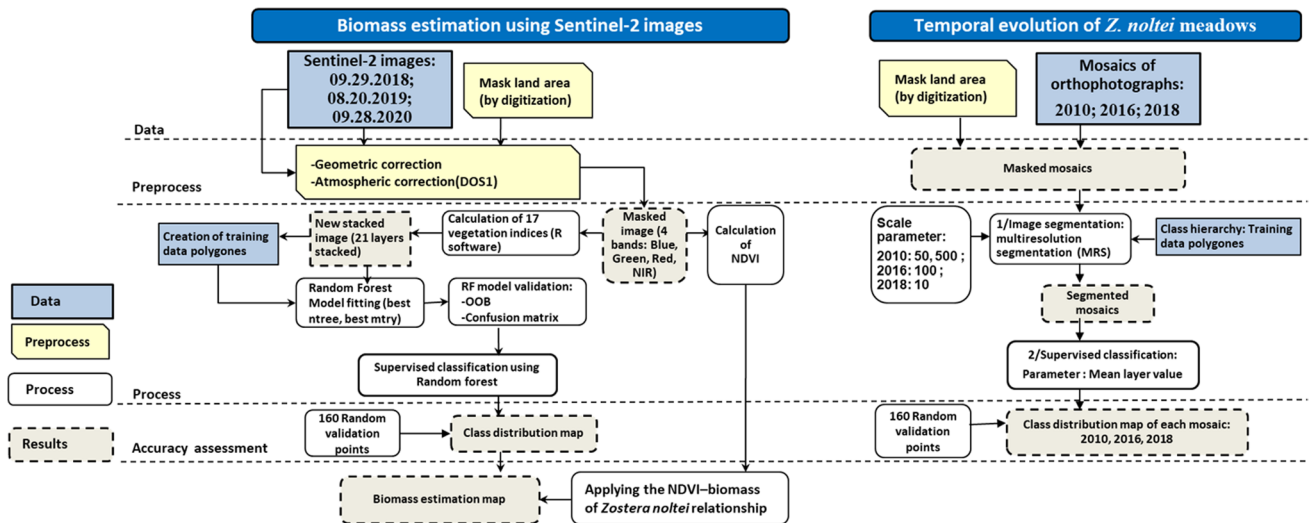 Biomass estimation using Sentinel-2 images
Temporal evolution of Z. noltei meadows
Sentinel-2 images:
09.29.2018;
08.20.2019;
09.28.2020
Mask land area
(by digitization)
Mask land area
(by digitization)
Mosaics of
orthophotographs:
2010; 2016; 2018
Data
-Geometric correction
-Atmospheric correction(DOS1)
Masked mosaics
Preprocess
Creation of training
data polygones
New stacked
image (21 layers
stacked)
Calculation of 17
vegetation indices (R
software)
Masked
image (4
bands: Blue,
Green, Red,
NIR)
Calculation
of NDVI
Scale
parameter:
2010: 50, 500 ;
2016: 100 ;
2018: 10
1/Image segmentation:
multiresolution
segmentation (MRS)
Class hierarchy: Training
data polygones
Random Forest
Model fitting (best
ntree, best mtry)
RF model validation:
-OOB
-Confusion matrix
Segmented
mosaics
Data
Preprocess
Process
Results
Supervised classification using
Random forest
2/Supervised classification:
Parameter : Mean layer value
Process
160 Random
validation
points
Class distribution map
160 Random
validation
points
Class distribution map of each mosaic:
2010, 2016, 2018
Accuracy assessment
Biomass estimation map
Applying the NDVI–biomass
of Zostera noltei relationship